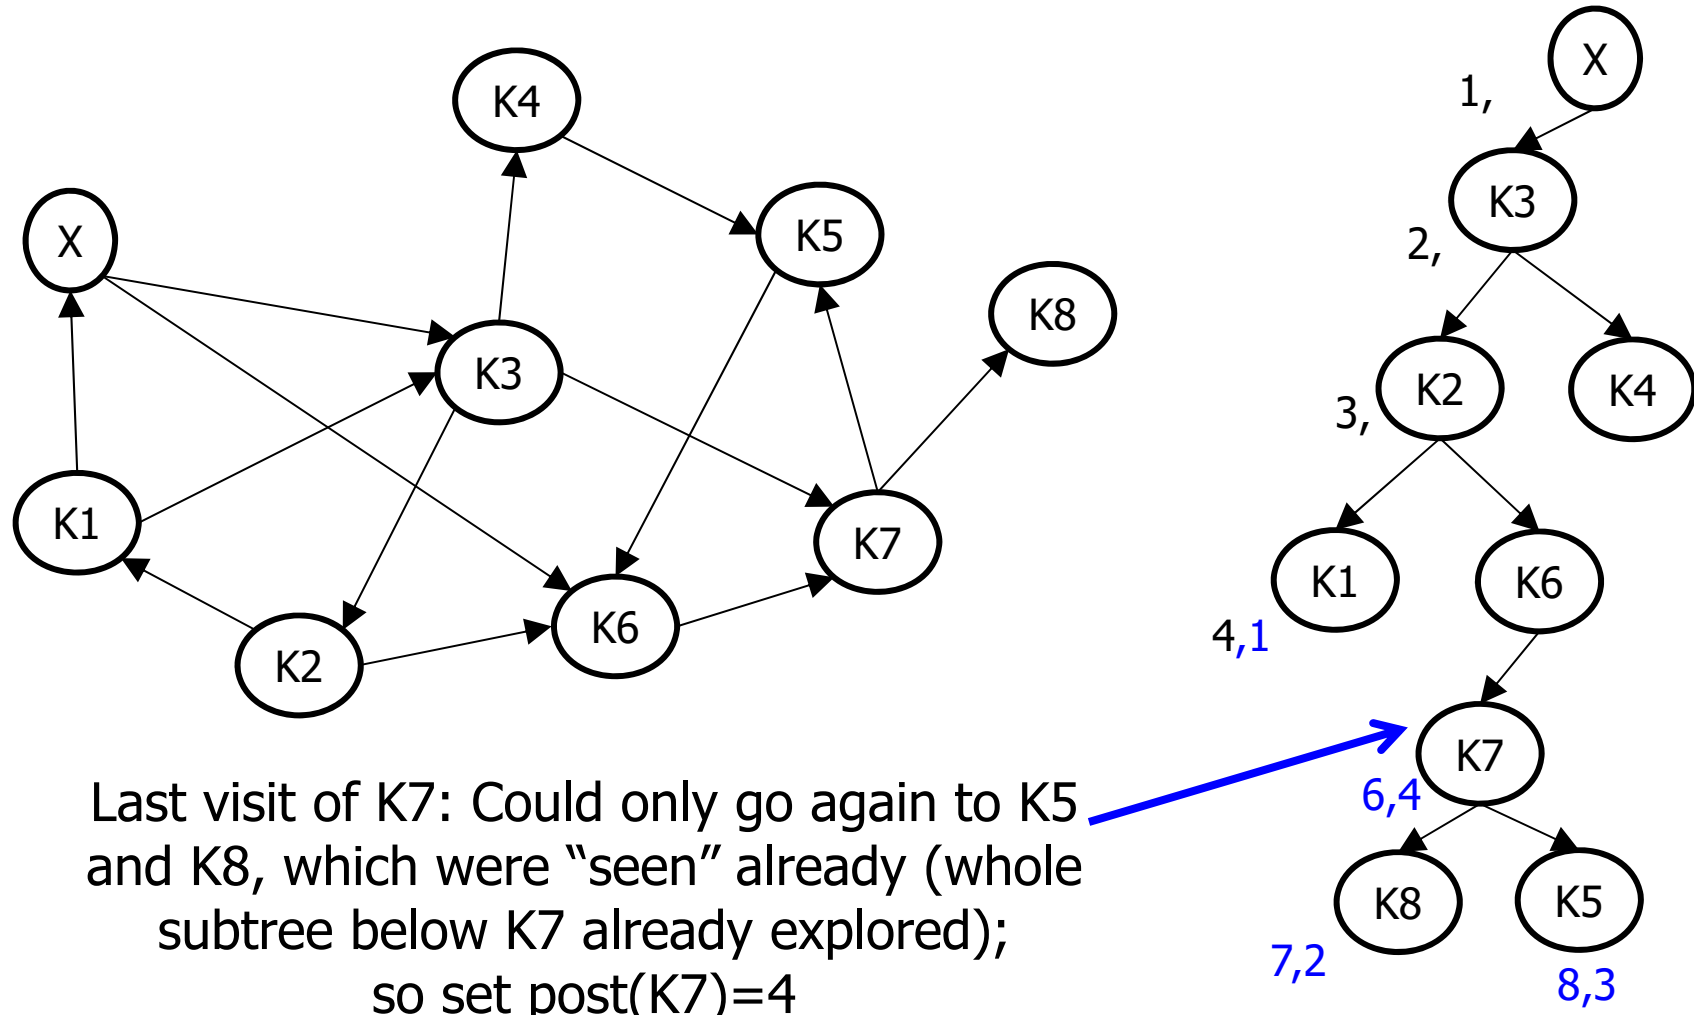 X
1,
K4
K3
X
K5
2,
K8
K3
K2
K4
3,
K1
K7
K1
K6
K6
K2
4,1
K7
6,4
Last visit of K7: Could only go again to K5
and K8, which were “seen” already (whole
subtree below K7 already explored);
so set post(K7)=4
K8
K5
7,2
8,3